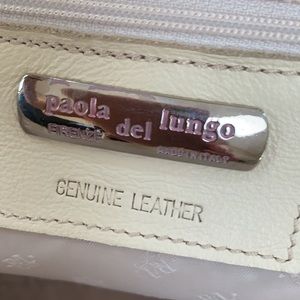 paola del lungo
FIRENZE MADE IN ITALY
GENUINE LEATHER